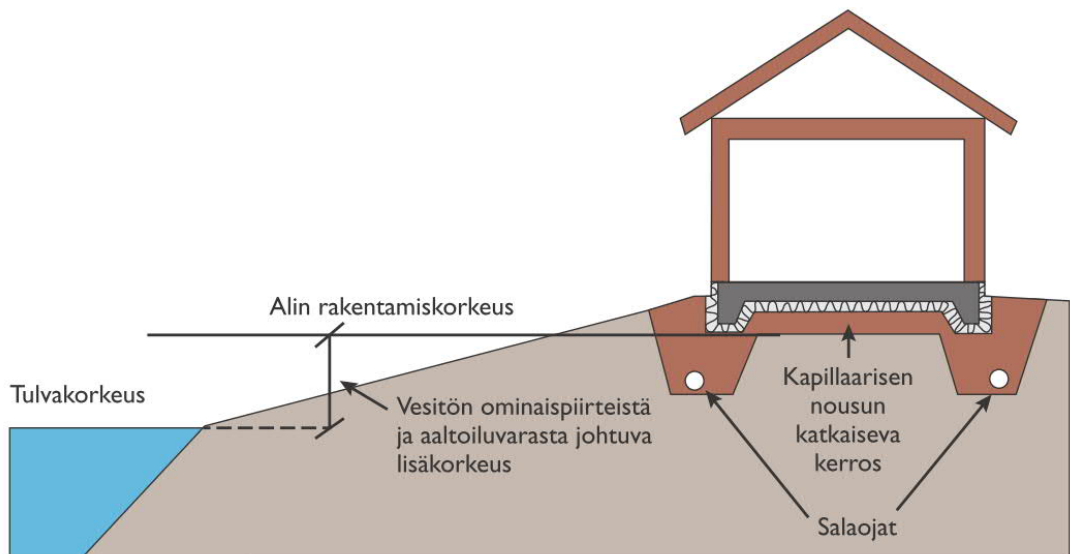 Alin rakentamiskorkeus
Tulvakorkeus
Vesitön ominaispiirteistä
ja aaltoiluvarasta johtuva
lisäkorkeus
Kapillaarisen
nousun
katkaiseva
kerros
Salaojat